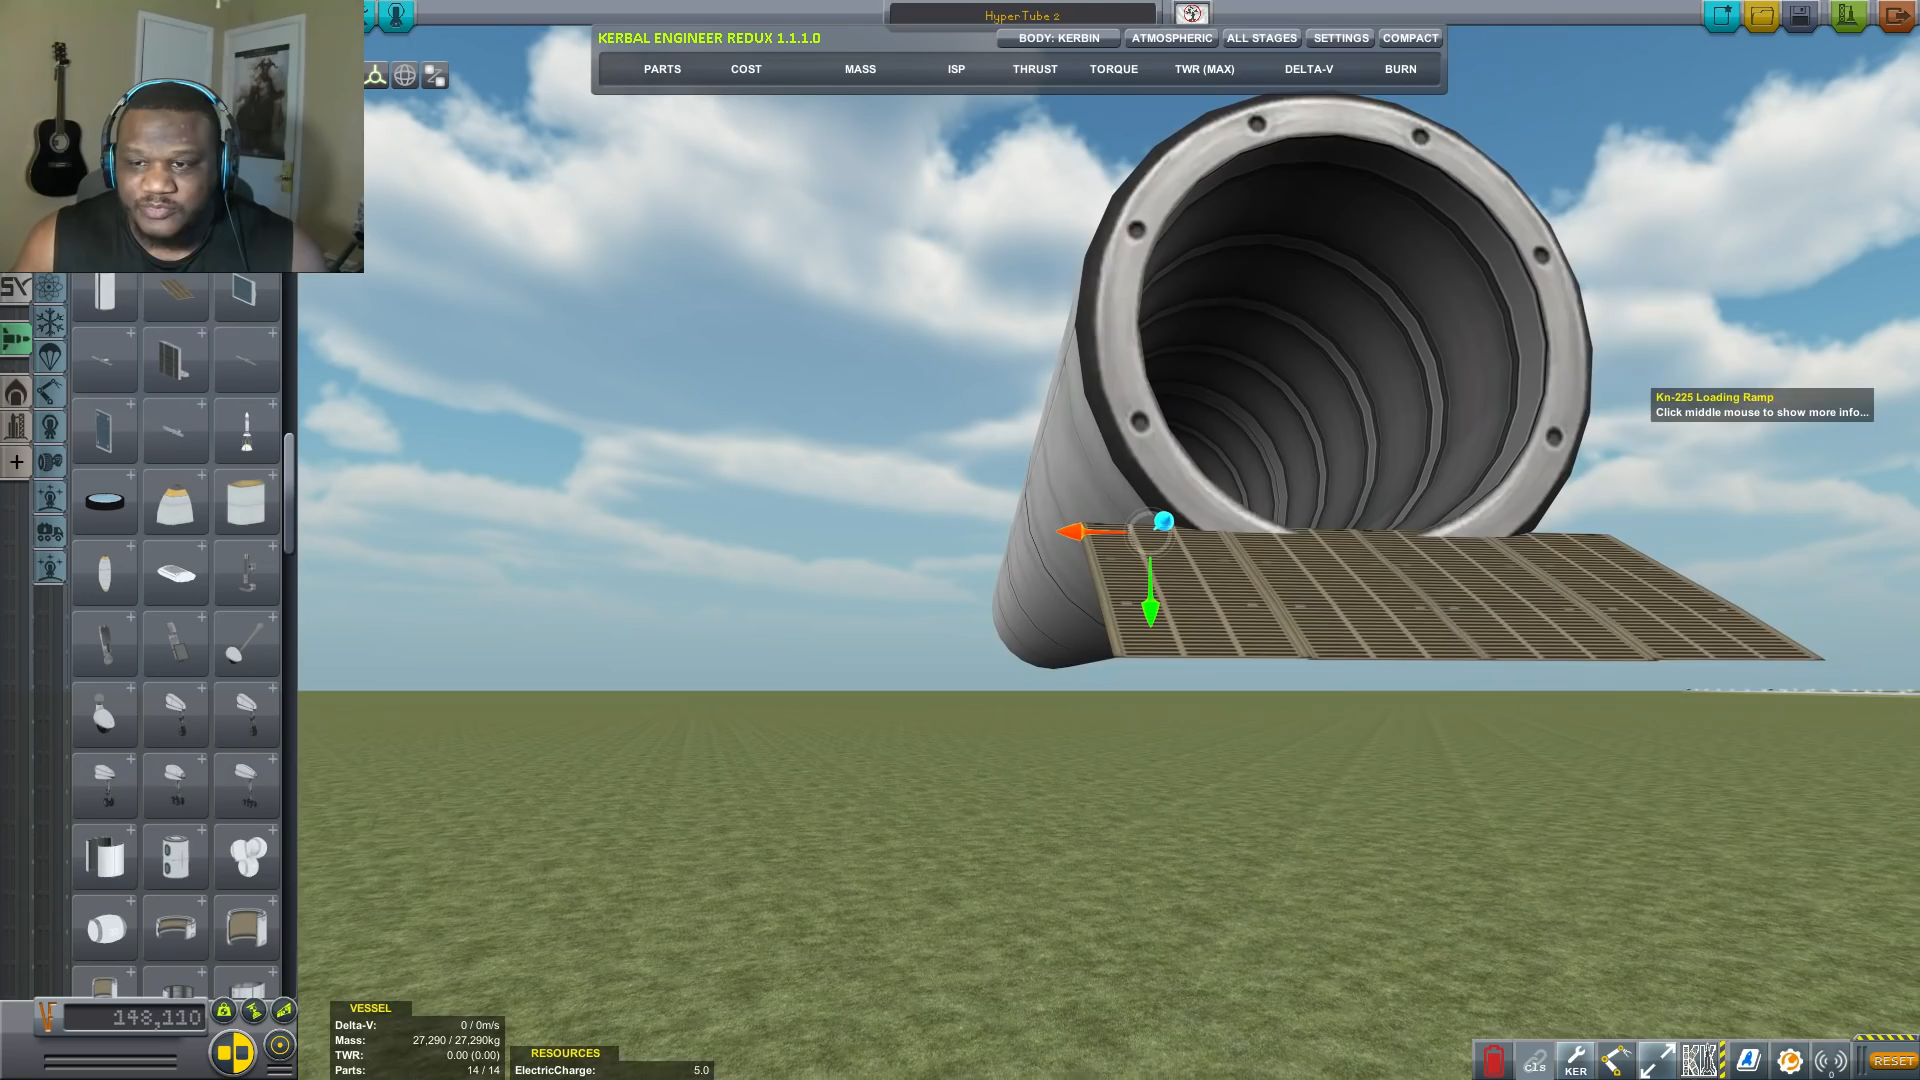 HyperTube 2
KERBAL ENGINEER REDUX 1.1.1.0
BODY: KERBIN
ATMOSPHERIC
ALL STAGES
SETTINGS
COMPACT
PARTS COST MASS ISP THRUST TORQUE TWR (MAX) DELTA-V BURN
Kn-225 Loading Ramp
Click middle mouse to show more info...
148,110
VESSEL
Delta-V: 0 / 0m/s
Mass: 27,290 / 27,290kg
TWR: 0.00 (0.00)
Parts: 14 / 14
RESOURCES
ElectricCharge: 5.0
cls
KER
0
RESET